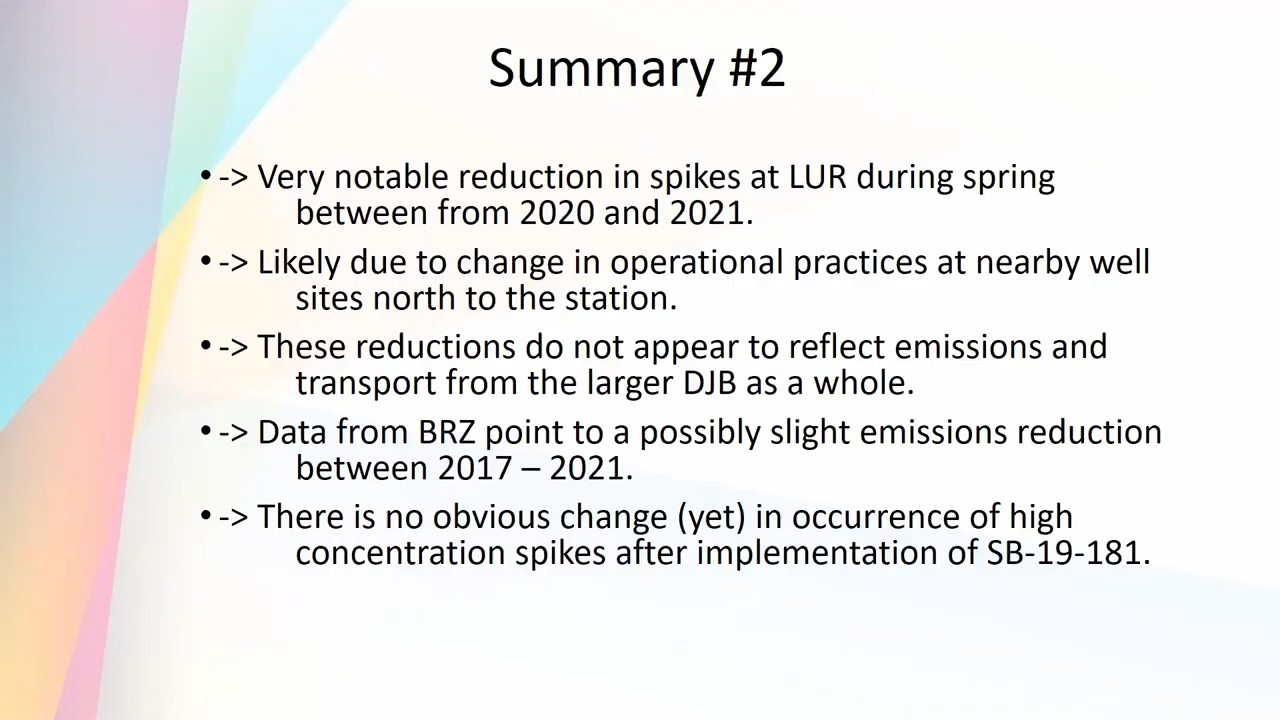 Summary #2
• -> Very notable reduction in spikes at LUR during spring
between from 2020 and 2021.
• -> Likely due to change in operational practices at nearby well
sites north to the station.
• -> These reductions do not appear to reflect emissions and
transport from the larger DJB as a whole.
• -> Data from BRZ point to a possibly slight emissions reduction
between 2017 – 2021.
• -> There is no obvious change (yet) in occurrence of high
concentration spikes after implementation of SB-19-181.